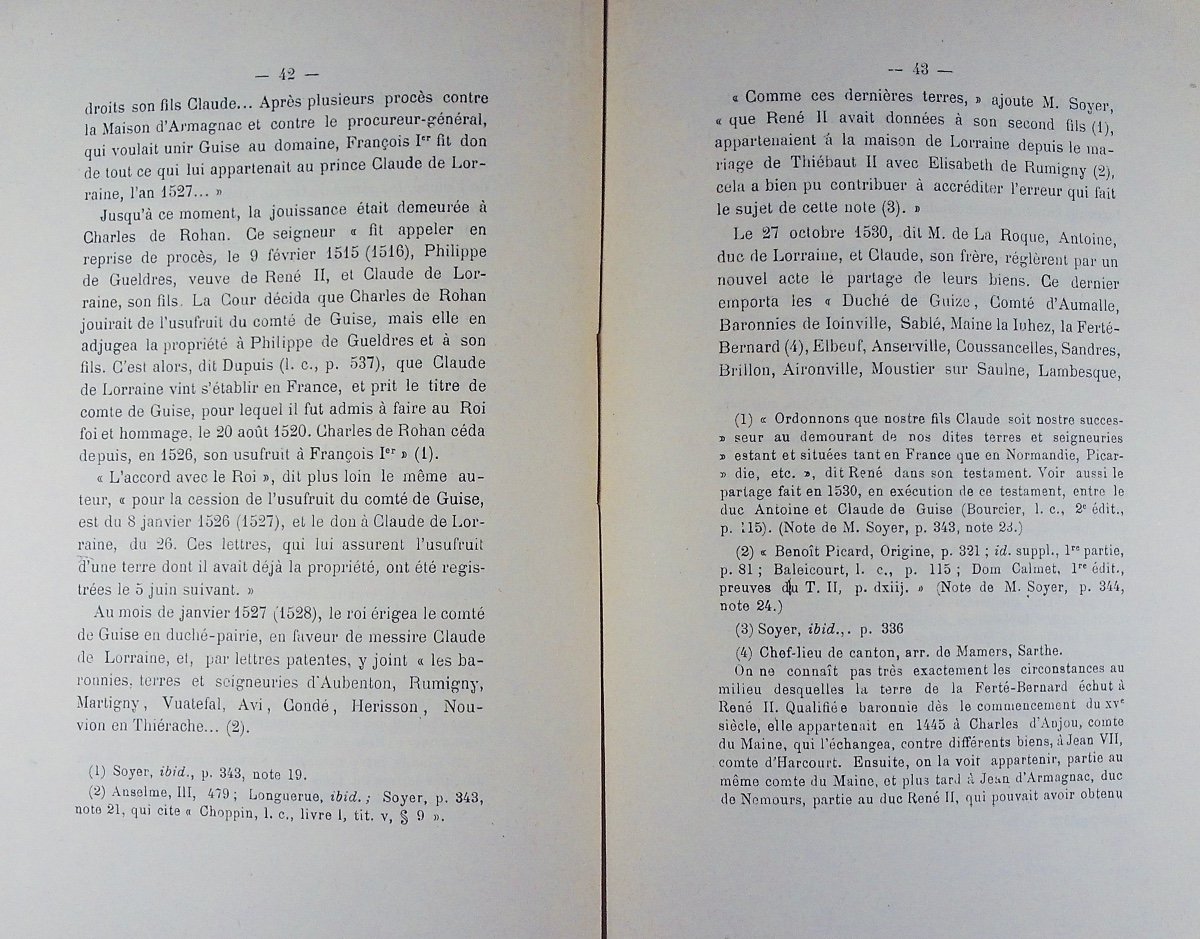 — 42 —
droits son fils Claude... Après plusieurs procès contre
la Maison d'Armagnac et contre le procureur-général,
qui voulait unir Guise au domaine, François Ier fit don
de tout ce qui lui appartenait au prince Claude de Lor-
raine, l'an 1527... »
Jusqu'à ce moment, la jouissance était demeurée à
Charles de Rohan. Ce seigneur « fit appeler en
reprise de procès, le 9 février 1515 (1516), Philippe
de Gueldres, veuve de René II, et Claude de Lor-
raine, son fils. La Cour décida que Charles de Rohan
jouirait de l'usufruit du comté de Guise, mais elle en
adjugea la propriété à Philippe de Gueldres et à son
fils. C'est alors, dit Dupuis (l. c., p. 537), que Claude
de Lorraine vint s'établir en France, et prit le titre de
comte de Guise, pour lequel il fut admis à faire au Roi
foi et hommage, le 20 août 1520. Charles de Rohan céda
depuis, en 1526, son usufruit à François Ier » (1).
« L'accord avec le Roi », dit plus loin le même au-
teur, « pour la cession de l'usufruit du comté de Guise,
est du 8 janvier 1526 (1527), et le don à Claude de Lor-
raine, du 26. Ces lettres, qui lui assurent l'usufruit
d'une terre dont il avait déjà la propriété, ont été regis-
trées le 5 juin suivant. »
Au mois de janvier 1527 (1528), le roi érigea le comté
de Guise en duché-pairie, en faveur de messire Claude
de Lorraine, et, par lettres patentes, y joint « les ba-
ronnies, terres et seigneuries d'Aubenton, Rumigny,
Martigny, Vuatefal, Avi, Condé, Herisson, Nou-
vion en Thiérache... (2).
(1) Soyer, ibid., p. 343, note 19.
(2) Anselme, III, 479 ; Longuerue, ibid. ; Soyer, p. 343,
note 21, qui cite « Choppin, l. c., livre I, tit. v, § 9 ».
— 43 —
« Comme ces dernières terres, » ajoute M. Soyer,
« que René II avait données à son second fils (1),
appartenaient à la maison de Lorraine depuis le ma-
riage de Thiébaut II avec Elisabeth de Rumigny (2),
cela a bien pu contribuer à accréditer l'erreur qui fait
le sujet de cette note (3). »
Le 27 octobre 1530, dit M. de La Roque, Antoine,
duc de Lorraine, et Claude, son frère, réglèrent par un
nouvel acte le partage de leurs biens. Ce dernier
emporta les « Duché de Guize, Comté d'Aumalle,
Baronnies de Ioinville, Sablé, Maine la Iuhez, la Ferté-
Bernard (4), Elbeuf, Anserville, Coussancelles, Sandres,
Brillon, Aironville, Moustier sur Saulne, Lambesque,
(1) « Ordonnons que nostre fils Claude soit nostre succes-
» seur au demourant de nos dites terres et seigneuries
» estant et situées tant en France que en Normandie, Picar-
» die, etc. », dit René dans son testament. Voir aussi le
partage fait en 1530, en exécution de ce testament, entre le
duc Antoine et Claude de Guise (Bourcier, l. c., 2e édit.,
p. 115). (Note de M. Soyer, p. 343, note 23.)
(2) « Benoît Picard, Origine, p. 321 ; id. suppl., 1re partie,
p. 81 ; Baleicourt, l. c., p. 115 ; Dom Calmet, 1re édit.,
preuves du T. II, p. dxiij. » (Note de M. Soyer, p. 344,
note 24.)
(3) Soyer, ibid.,. p. 336
(4) Chef-lieu de canton, arr. de Mamers, Sarthe.
On ne connaît pas très exactement les circonstances au
milieu desquelles la terre de la Ferté-Bernard échut à
René II. Qualifiée baronnie dès le commencement du XVe
siècle, elle appartenait en 1445 à Charles d'Anjou, comte
du Maine, qui l'échangea, contre différents biens, à Jean VII,
comte d'Harcourt. Ensuite, on la voit appartenir, partie au
même comte du Maine, et plus tard à Jean d'Armagnac, duc
de Nemours, partie au duc René II, qui pouvait avoir obtenu